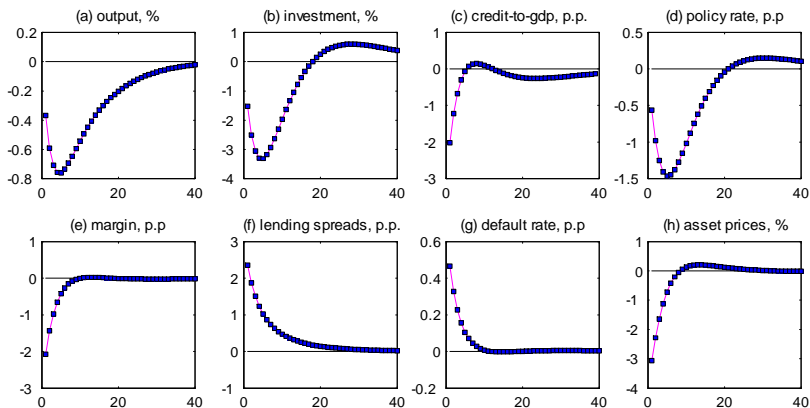 (a) output, %
(b) investment, %
(c) credit-to-gdp, p.p.
(d) policy rate, p.p
0.2
0
-0.2
-0.4
-0.6
-0.8
0 20 40
1
0
-1
-2
-3
-4
0 20 40
1
0
-1
-2
-3
0 20 40
0.5
0
-0.5
-1
-1.5
0 20 40
(e) margin, p.p
(f) lending spreads, p.p.
(g) default rate, p.p
(h) asset prices, %
1
0
-1
-2
-3
0 20 40
3
2
1
0
-1
0 20 40
0.6
0.4
0.2
0
-0.2
0 20 40
1
0
-1
-2
-3
-4
0 20 40